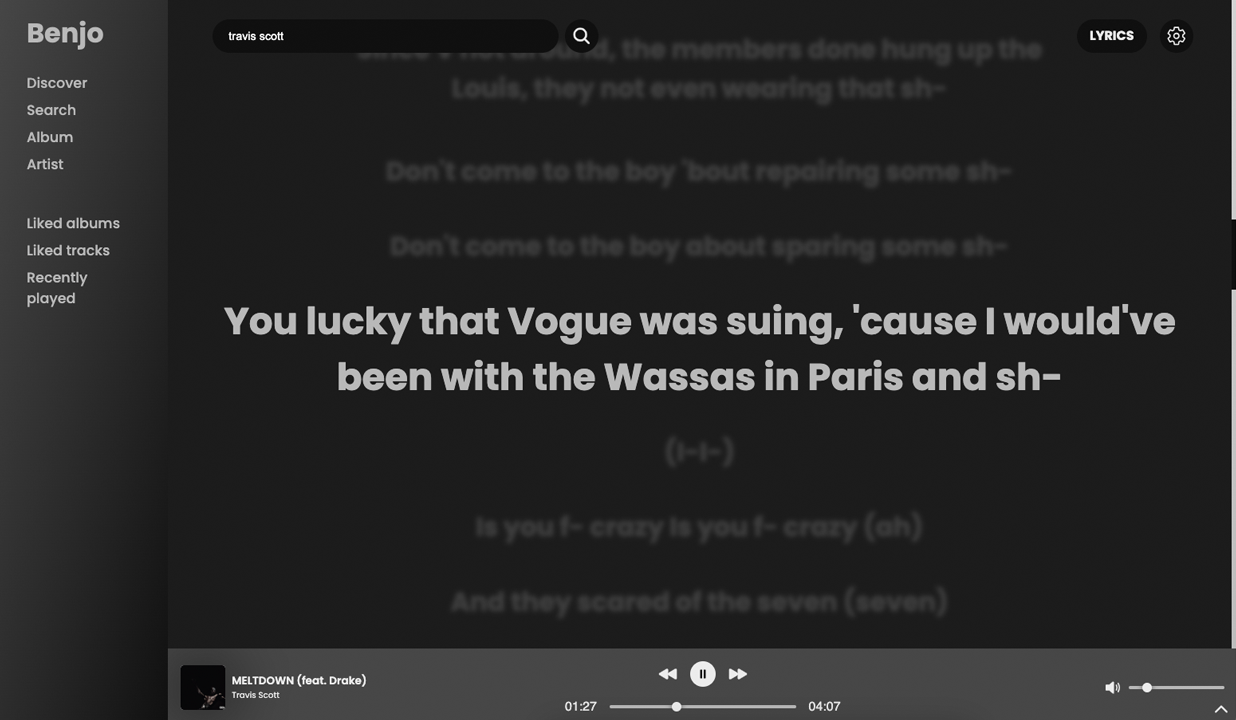 Benjo
travis scott
LYRICS
Discover
Search
Album
Artist
Liked albums
Liked tracks
Recently
played
around, the members done hung up the
Louis, they not even wearing that sh-
Don't come to the boy 'bout repairing some sh-
Don't come to the boy about sparing some sh-
You lucky that Vogue was suing, 'cause I would've
been with the Wassas in Paris and sh-
(I-I-)
Is you f- crazy Is you f- crazy (ah)
And they scared of the seven (seven)
MELTDOWN (feat. Drake)
Travis Scott
01:27
04:07